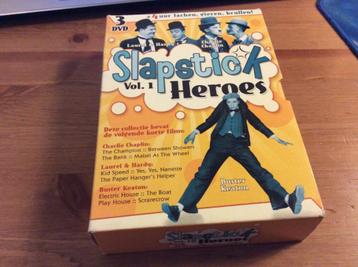 3
DVD
4 uur lachen, gieren, brullen!
Laurel & Hardy
Charlie
Chaplin
Slapstick
Vol. 1 Heroes
Deze collectie bevat
de volgende korte films:
Charlie Chaplin:
The Champion :: Between Showers
The Bank :: Mabel At The Wheel
Laurel & Hardy:
Kid Speed :: Yes, Yes, Nanette
The Paper Hanger's Helper
Buster Keaton:
Electric House :: The Boat
Play House :: Scarecrow
Buster
Keaton
Slapstick
Heroes